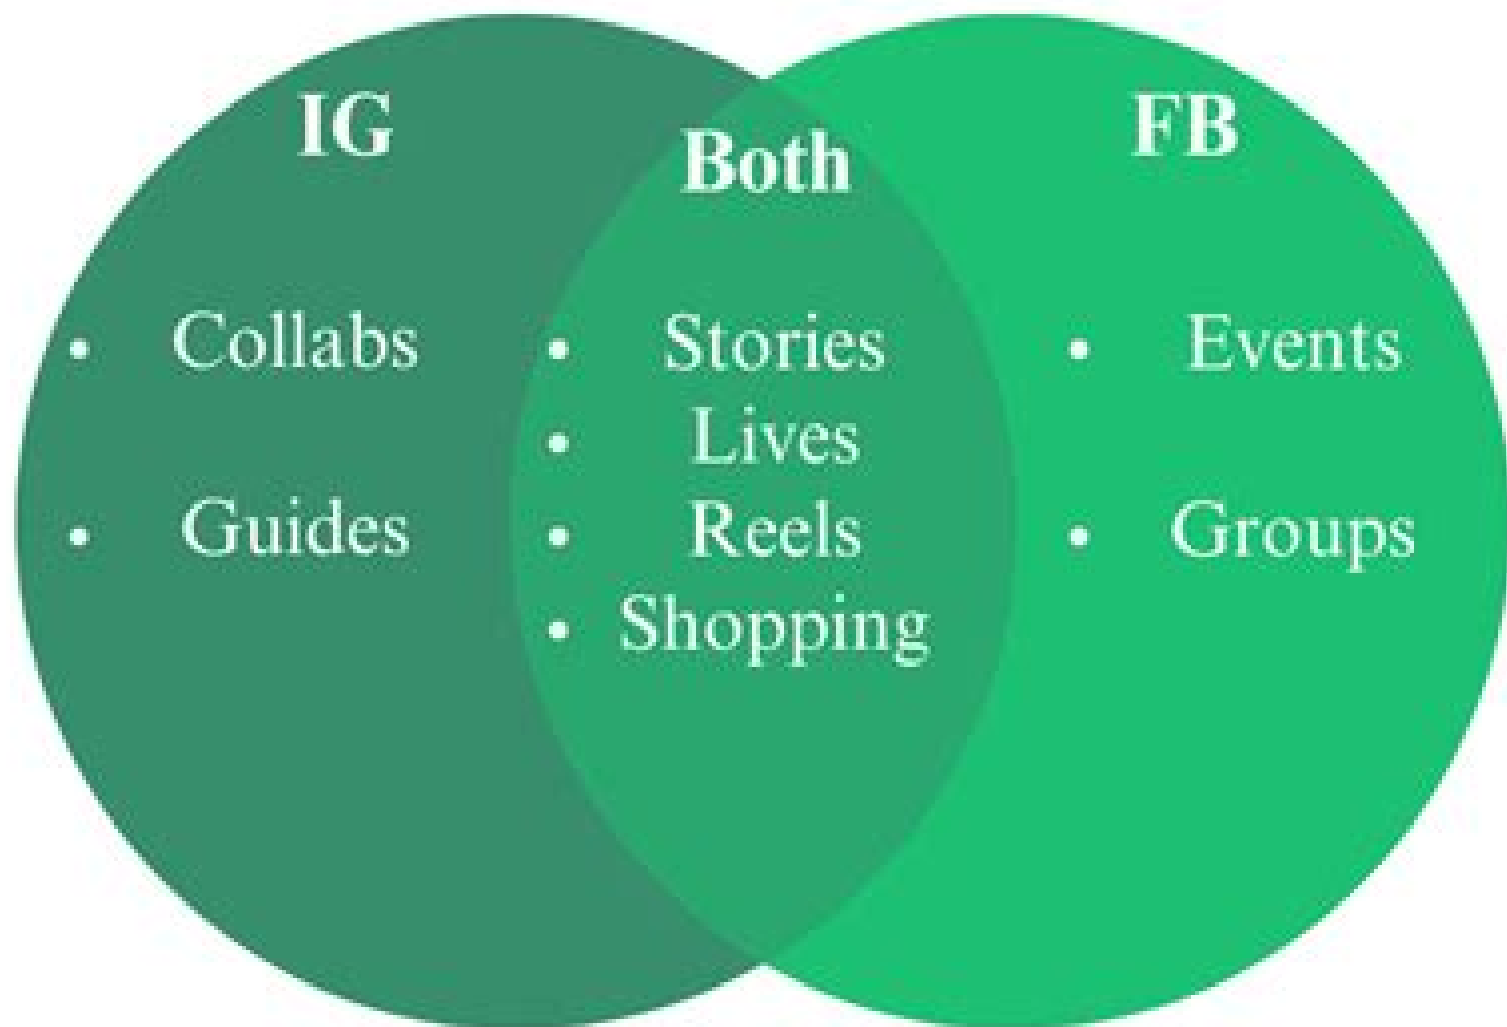 IG
• Collabs
• Guides
Both
• Stories
• Lives
• Reels
• Shopping
FB
• Events
• Groups